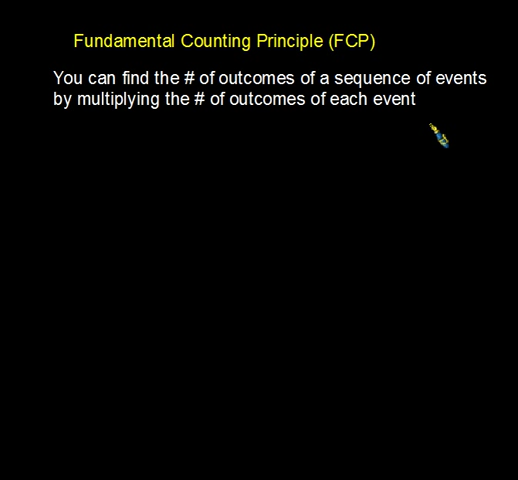 Fundamental Counting Principle (FCP)
You can find the # of outcomes of a sequence of events
by multiplying the # of outcomes of each event